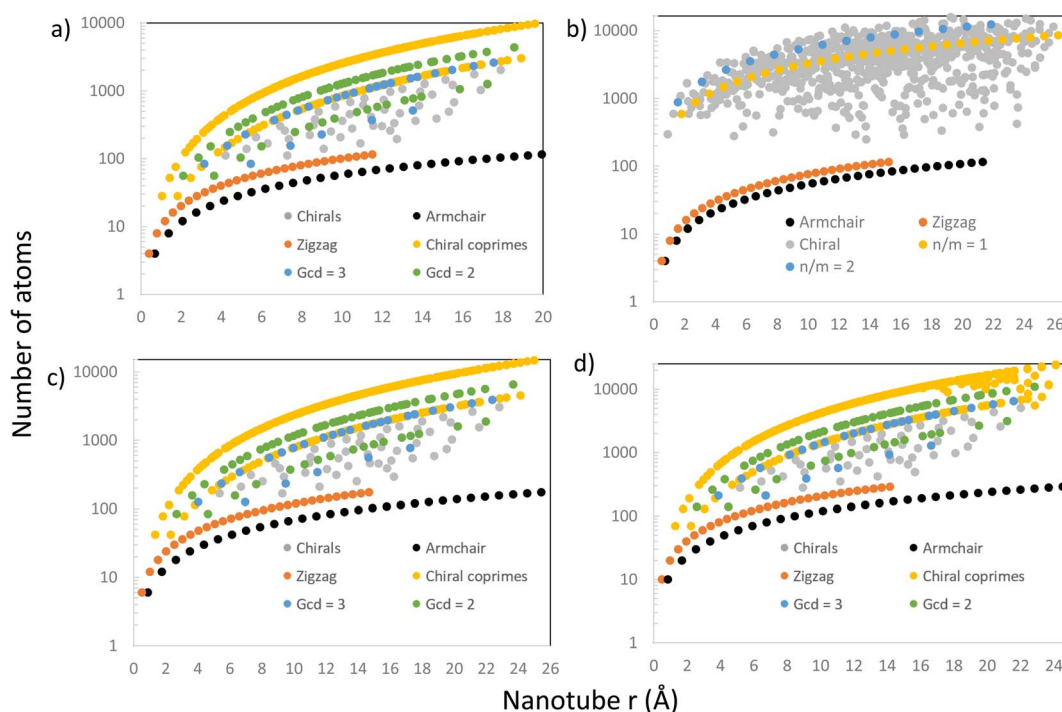 a)
10000
1000
100
10
1
0 2 4 6 8 10 12 14 16 18 20
Chirals Armchair
Zigzag Chiral coprimes
Gcd = 3 Gcd = 2
b)
10000
1000
100
10
1
0 2 4 6 8 10 12 14 16 18 20 22 24 26
Armchair Zigzag
Chiral n/m = 1
n/m = 2
Number of atoms
c)
10000
1000
100
10
1
0 2 4 6 8 10 12 14 16 18 20 22 24 26
Chirals Armchair
Zigzag Chiral coprimes
Gcd = 3 Gcd = 2
d)
10000
1000
100
10
1
0 2 4 6 8 10 12 14 16 18 20 22 24
Chirals Armchair
Zigzag Chiral coprimes
Gcd = 3 Gcd = 2
Nanotube r (Å)